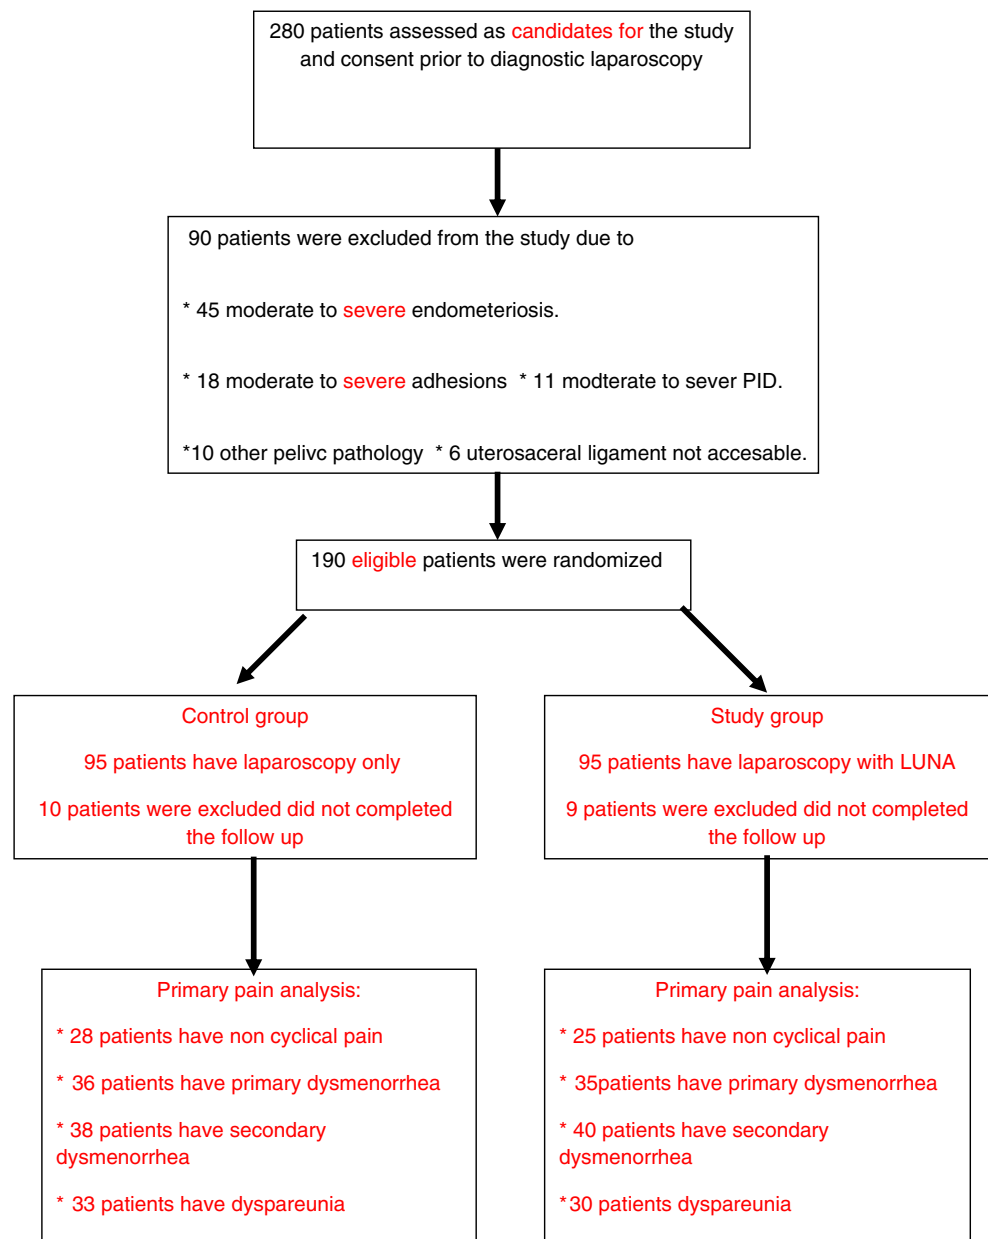 280 patients assessed as candidates for the study
and consent prior to diagnostic laparoscopy
90 patients were excluded from the study due to
* 45 moderate to severe endometeriosis.
* 18 moderate to severe adhesions * 11 modterate to sever PID.
*10 other pelivc pathology * 6 uterosaceral ligament not accesable.
190 eligible patients were randomized
Control group
95 patients have laparoscopy only
10 patients were excluded did not completed
the follow up
Study group
95 patients have laparoscopy with LUNA
9 patients were excluded did not completed
the follow up
Primary pain analysis:
* 28 patients have non cyclical pain
* 36 patients have primary dysmenorrhea
* 38 patients have secondary
dysmenorrhea
* 33 patients have dyspareunia
Primary pain analysis:
* 25 patients have non cyclical pain
* 35patients have primary dysmenorrhea
* 40 patients have secondary
dysmenorrhea
*30 patients dyspareunia